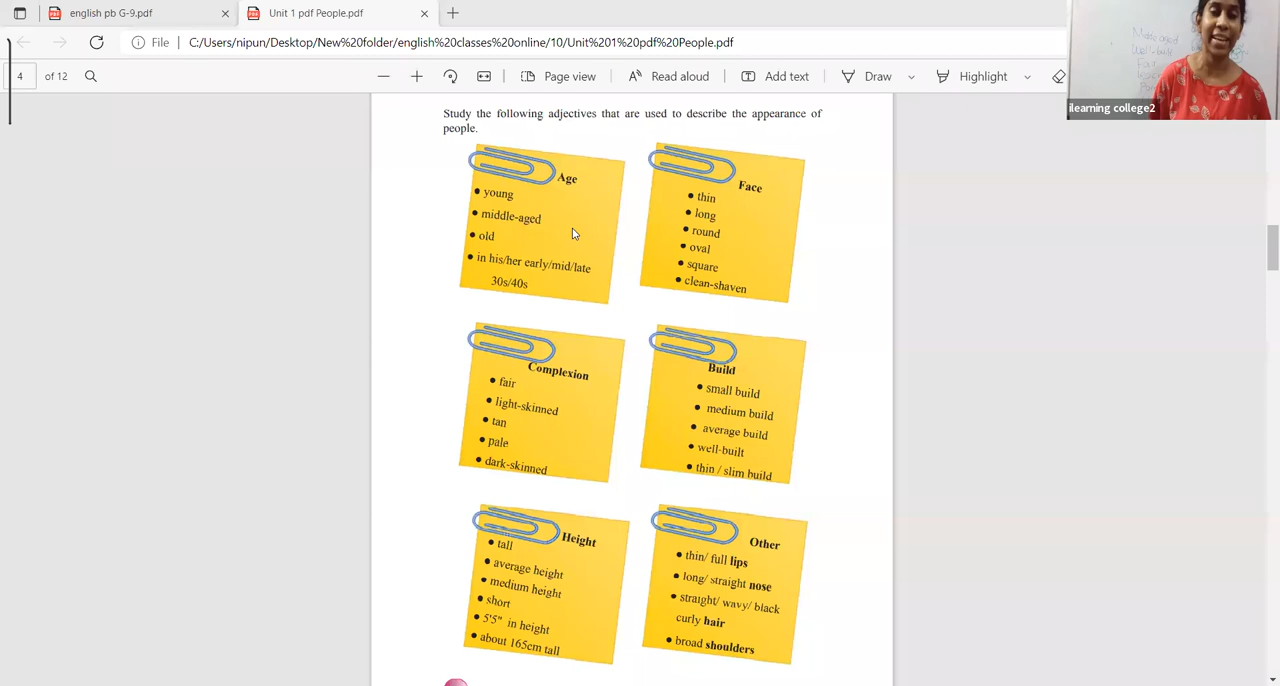 english pb G-9.pdf
Unit 1 pdf People.pdf
File
C:/Users/nipun/Desktop/New%20folder/english%20classes%20online/10/Unit%201%20pdf%20People.pdf
4 of 12
Page view
Read aloud
Add text
Draw
Highlight
ilearning college2
Middle aged
Well-built
Fair
Study the following adjectives that are used to describe the appearance of
people.
Age
• young
• middle-aged
• old
• in his/her early/mid/late
30s/40s
Face
• thin
• long
• round
• oval
• square
• clean-shaven
Complexion
• fair
• light-skinned
• tan
• pale
• dark-skinned
Build
• small build
• medium build
• average build
• well-built
• thin / slim build
Height
• tall
• average height
• medium height
• short
• 5'5" in height
• about 165cm tall
Other
• thin/ full lips
• long/ straight nose
• straight/ wavy/ black
curly hair
• broad shoulders